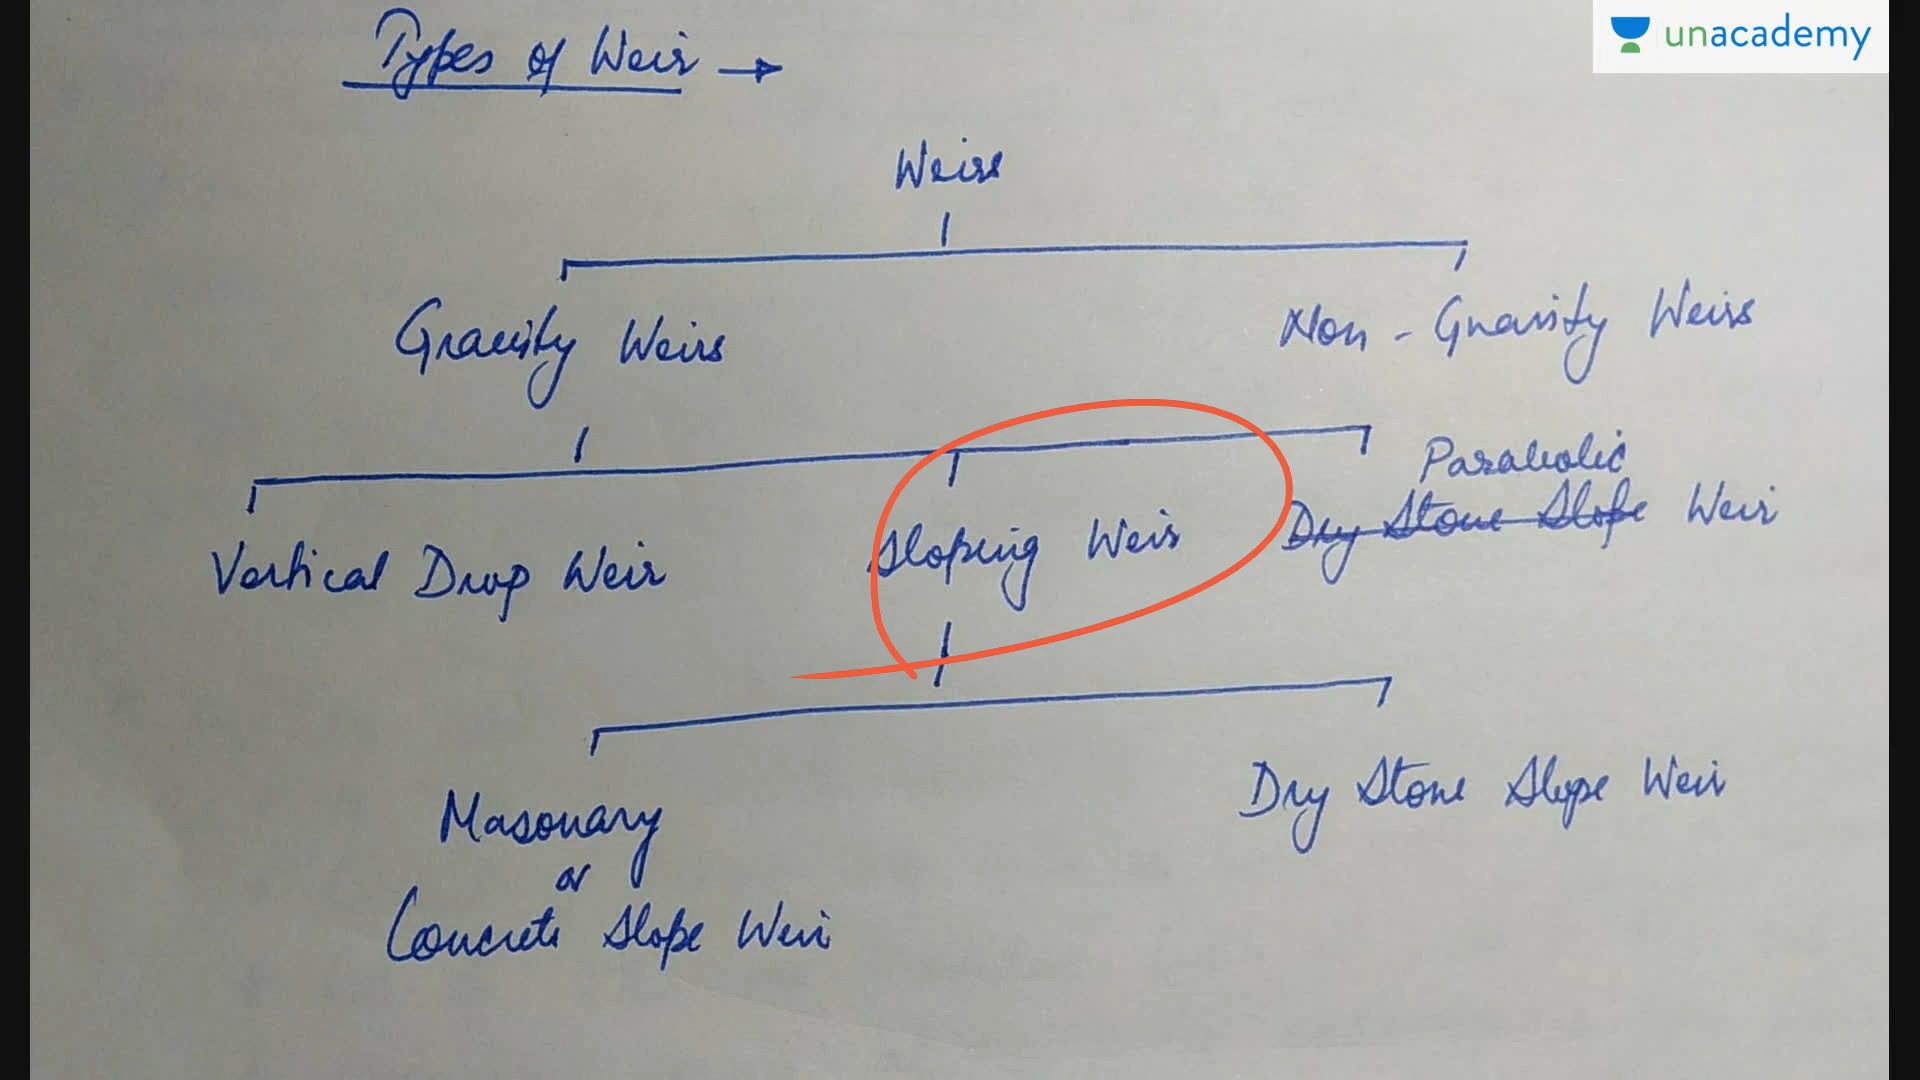 Types of Weir →
unacademy
Weirs
Gravity Weirs
Non - Gravity Weirs
Vertical Drop Weir
Sloping Weir
Parabolic
Dry Stone Slope Weir
Masonary
or
Concrete Slope Weir
Dry Stone Slope Weir